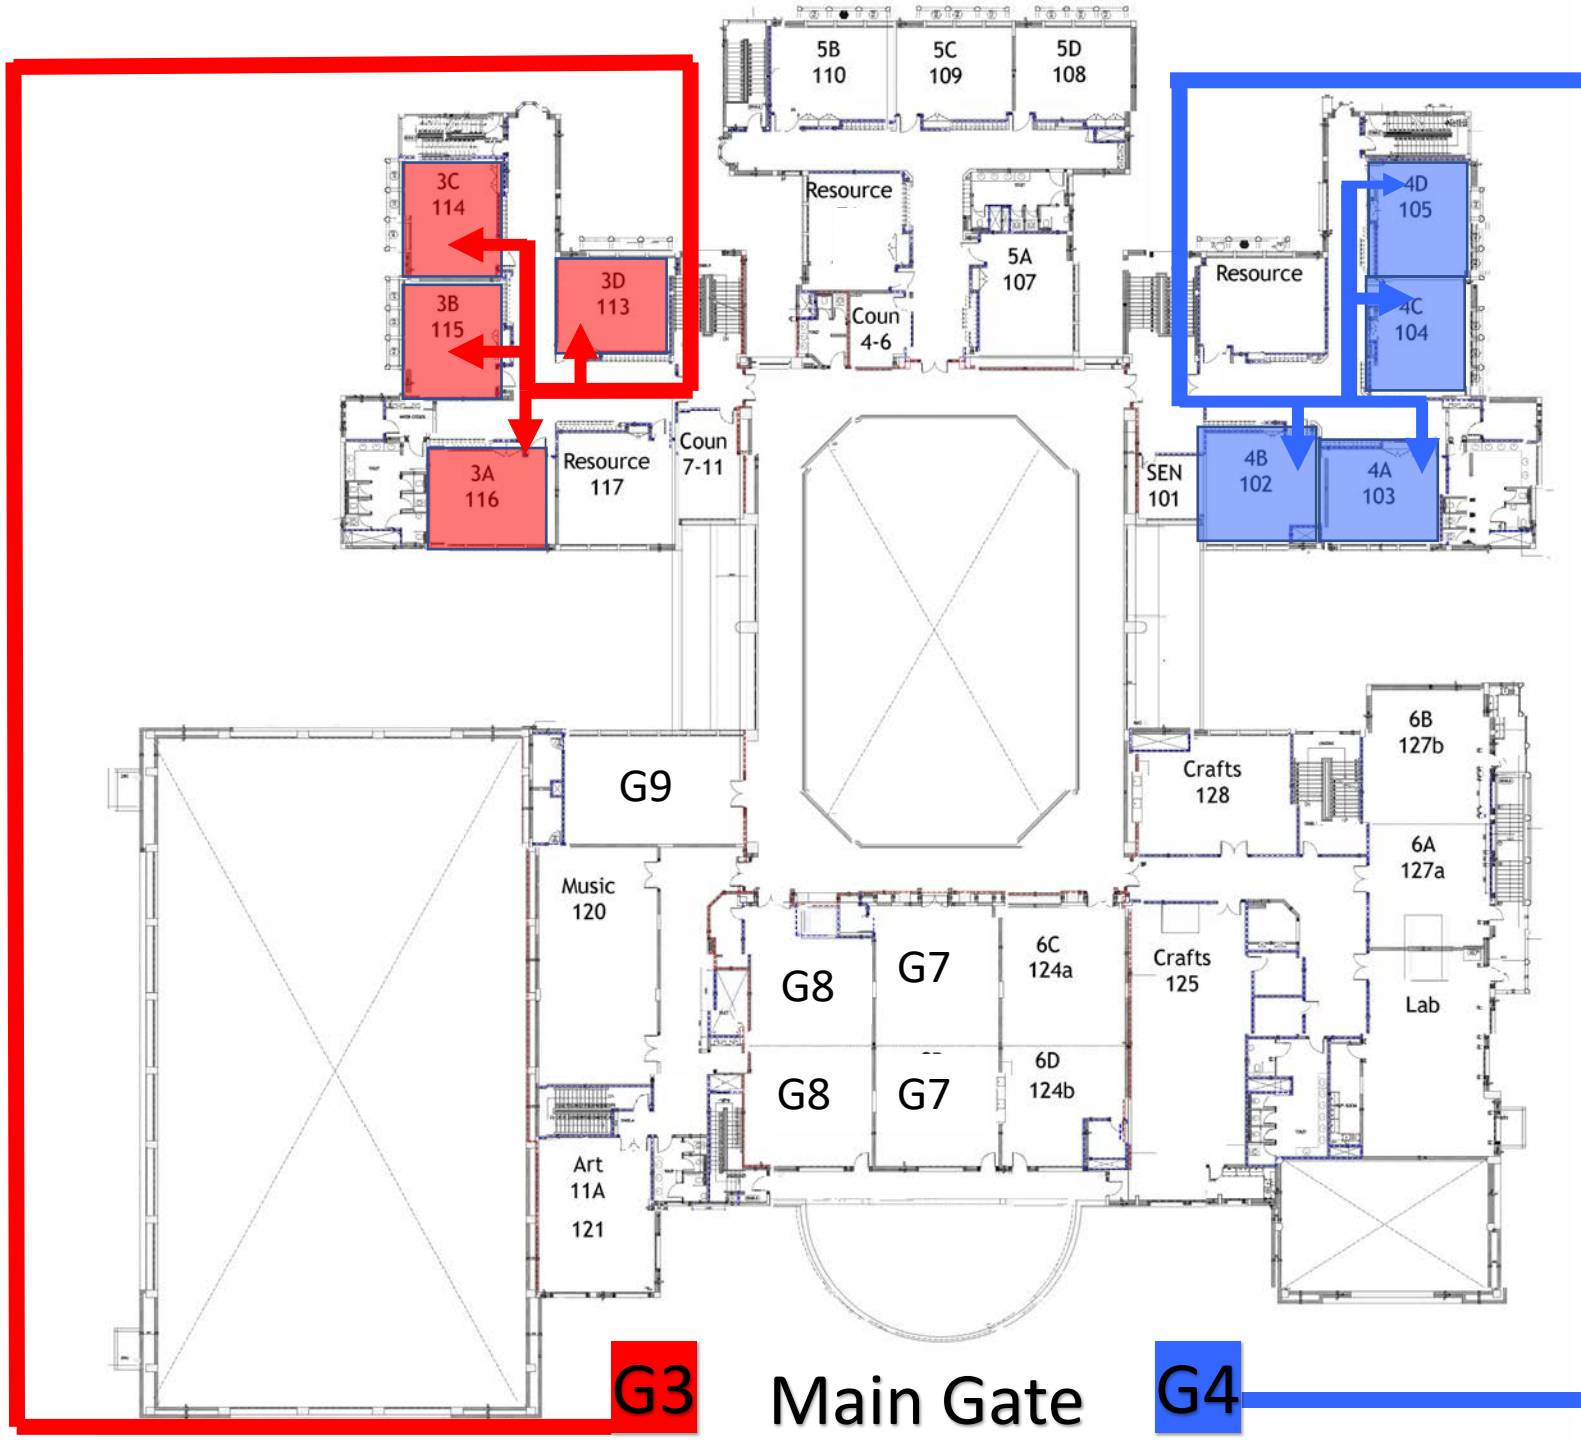 5B
110
5C
109
5D
108
3C
114
Resource
4D
105
3D
113
5A
107
Resource
3B
115
Coun
4-6
4C
104
Coun
7-11
Resource
117
3A
116
SEN
101
4B
102
4A
103
6B
127b
G9
Crafts
128
6A
127a
Music
120
G8
G7
6C
124a
Crafts
125
Lab
G8
G7
6D
124b
Art
11A
121
G3
Main Gate
G4